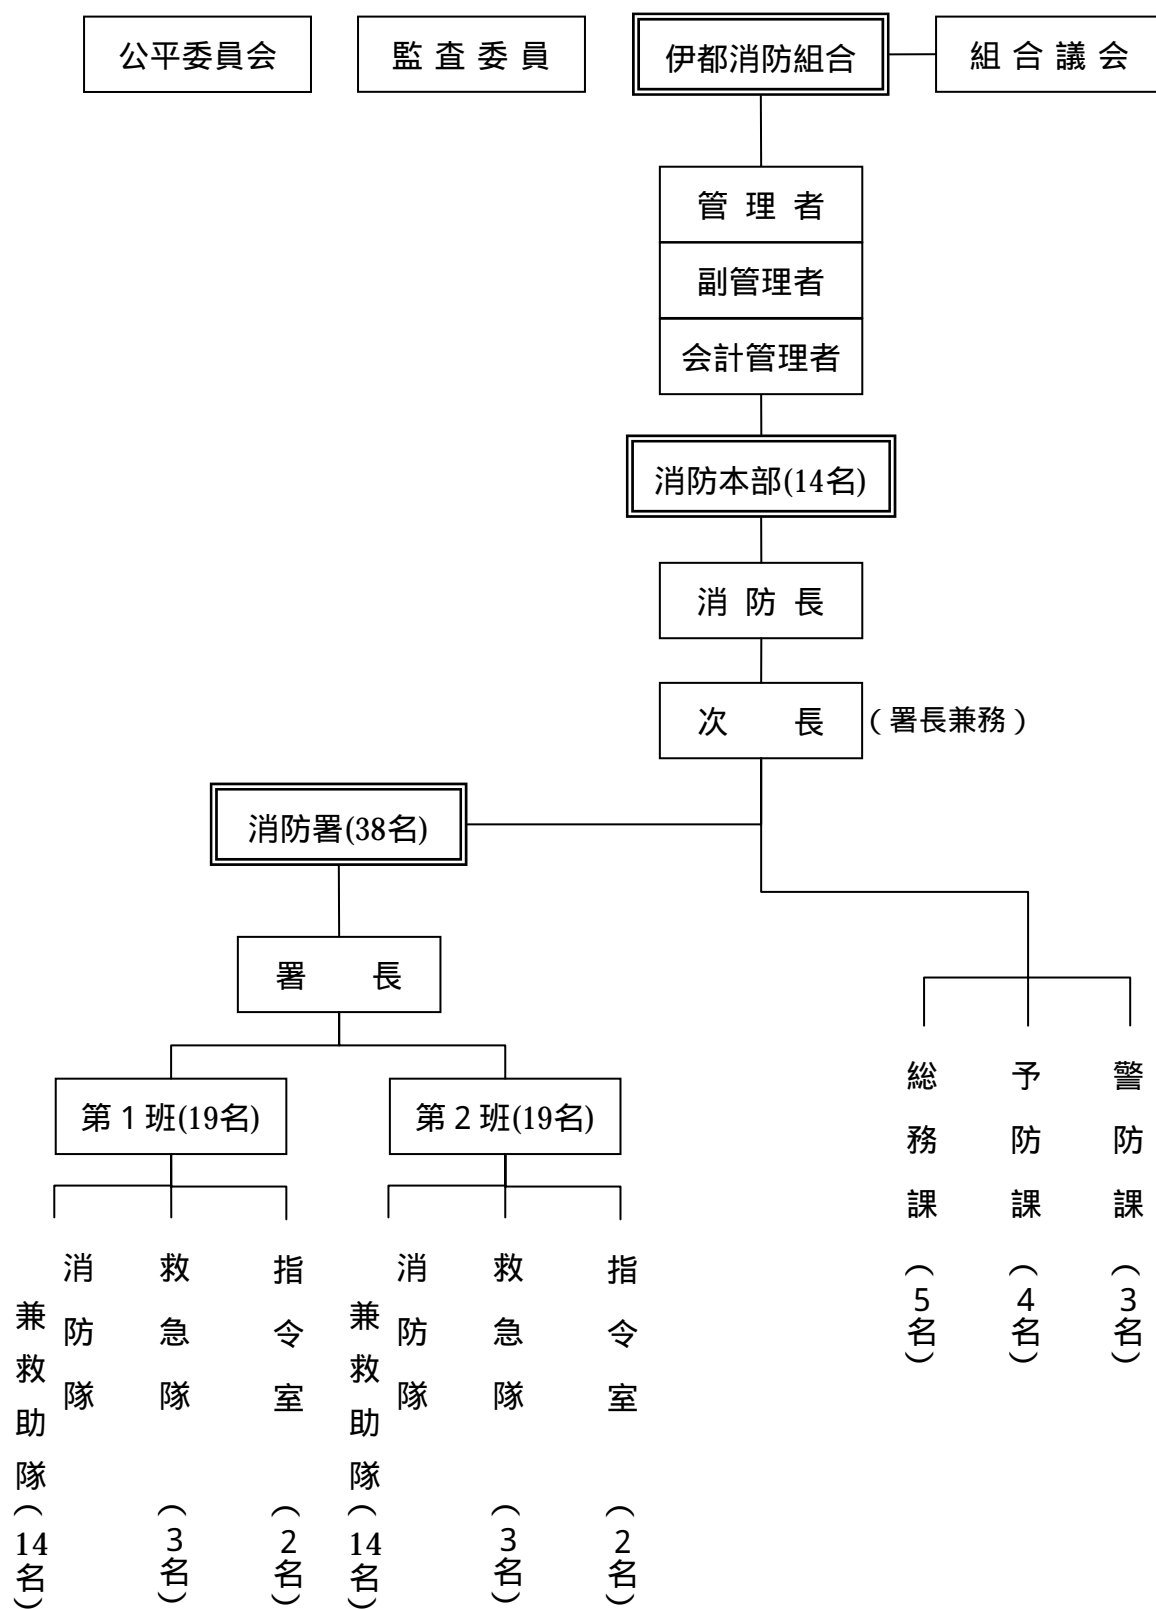 公平委員会
監査委員
伊都消防組合
組合議会
管理者
副管理者
会計管理者
消防本部(14名)
消防長
次　長
（署長兼務）
消防署(38名)
署　長
第１班(19名)
第２班(19名)
消防隊
兼救助隊(14名)
救急隊(3名)
指令室(2名)
消防隊
兼救助隊(14名)
救急隊(3名)
指令室(2名)
総務課(5名)
予防課(4名)
警防課(3名)